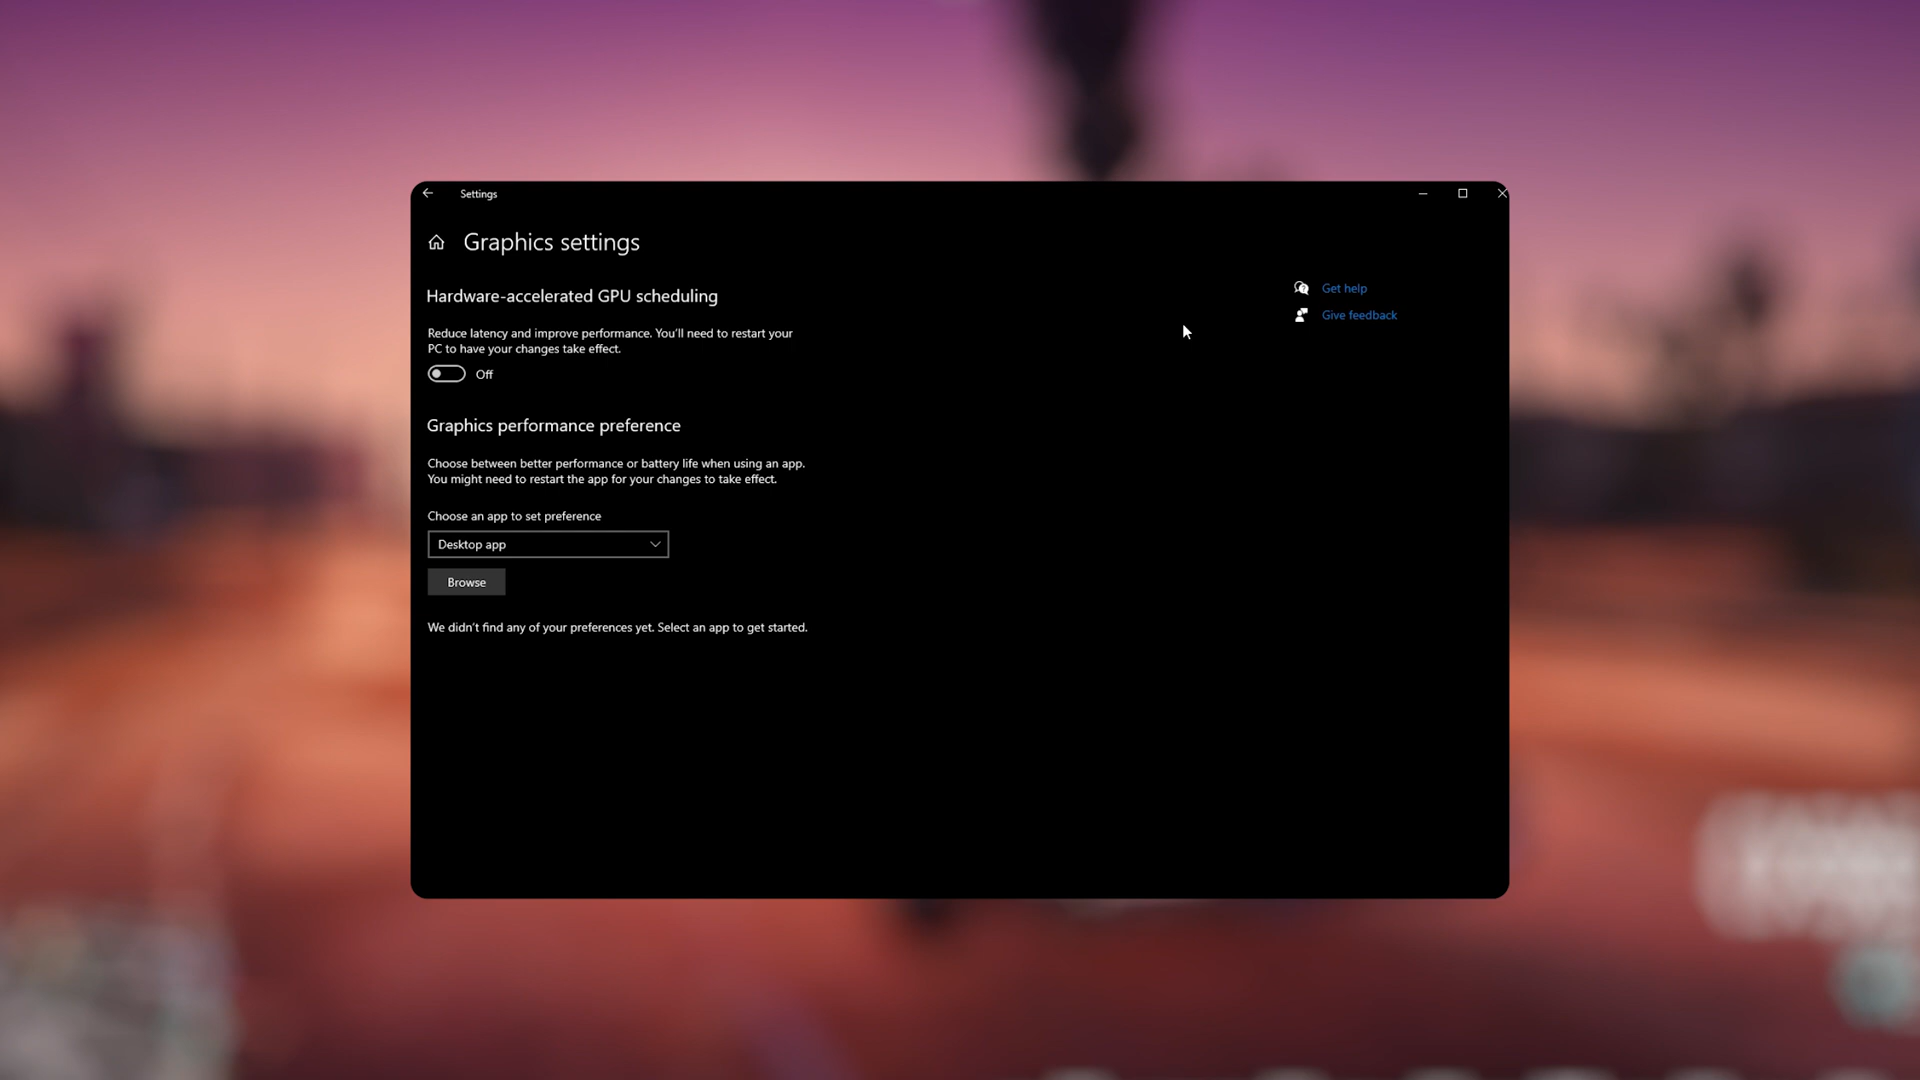 Settings
Graphics settings
Hardware-accelerated GPU scheduling
Reduce latency and improve performance. You'll need to restart your
PC to have your changes take effect.
Off
Graphics performance preference
Choose between better performance or battery life when using an app.
You might need to restart the app for your changes to take effect.
Choose an app to set preference
Desktop app
Browse
We didn't find any of your preferences yet. Select an app to get started.
Get help
Give feedback